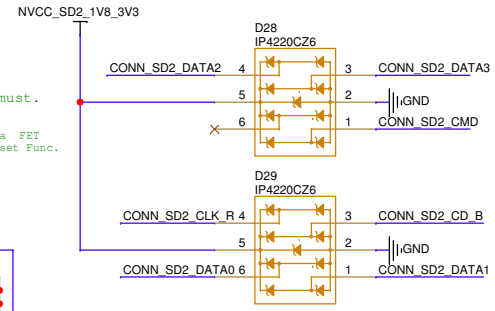 NVCC_SD2_1V8_3V3
D28
IP4220CZ6
CONN_SD2_DATA2 4
3 CONN_SD2_DATA3
must.
5
2 GND
6
1 CONN_SD2_CMD
a FET
set Func.
D29
IP4220CZ6
CONN_SD2_CLK_R 4
3 CONN_SD2_CD_B
5
2 GND
CONN_SD2_DATA0 6
1 CONN_SD2_DATA1